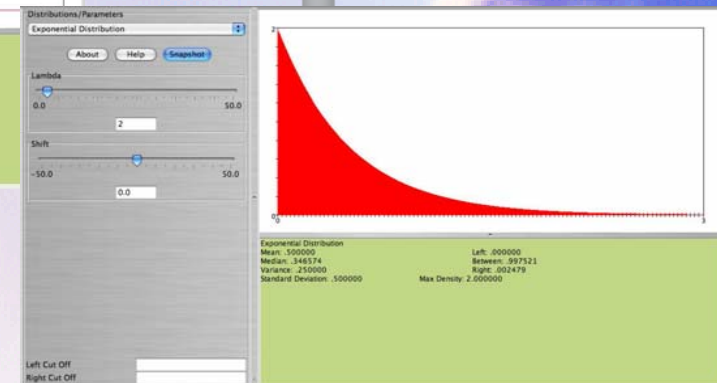 Distributions/Parameters
Exponential Distribution
About Help Snapshot
Lambda
0.0 50.0
2
Shift
-50.0 50.0
0.0
Left Cut Off
Right Cut Off
2
0
0 3
Exponential Distribution
Mean: .500000 Left: .000000
Median: .346574 Between: .997521
Variance: .250000 Right: .002479
Standard Deviation: .500000 Max Density: 2.000000